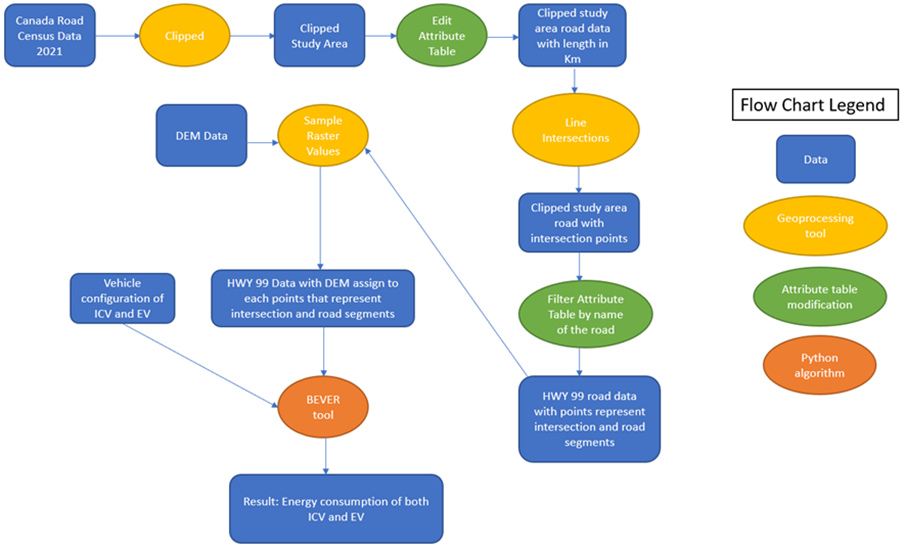 Canada Road
Census Data
2021
Clipped
Clipped
Study Area
Edit
Attribute
Table
Clipped study
area road data
with length in
Km
Line
Intersections
Clipped study area
road with
intersection points
Filter Attribute
Table by name
of the road
HWY 99 road data
with points represent
intersection and road
segments
DEM Data
Sample
Raster
Values
HWY 99 Data with DEM assign to
each points that represent
intersection and road segments
Vehicle
configuration of
ICV and EV
BEVER
tool
Result: Energy consumption of both
ICV and EV
Flow Chart Legend
Data
Geoprocessing
tool
Attribute table
modification
Python
algorithm